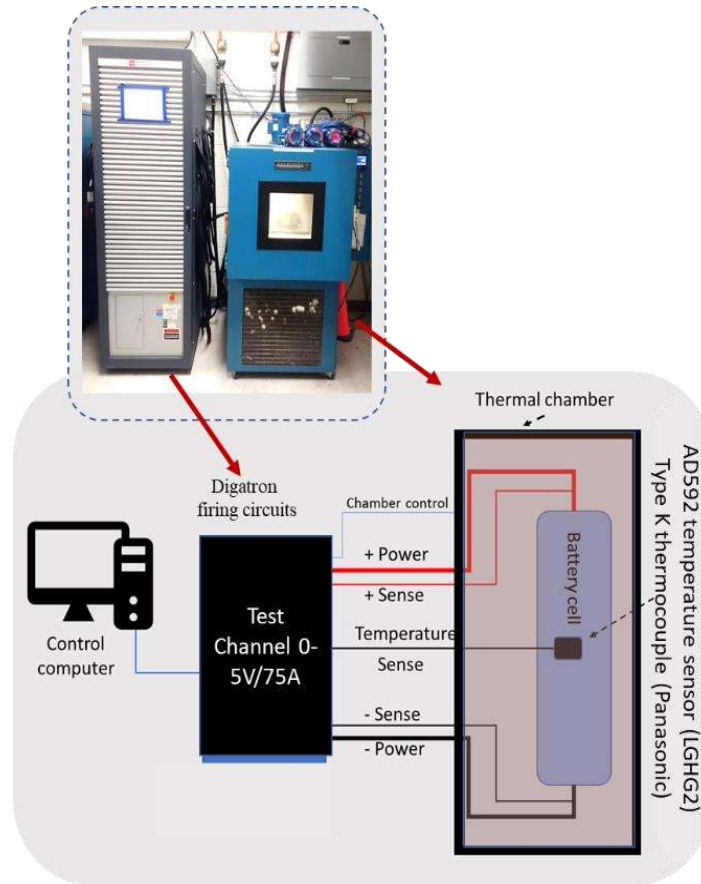 Thermal chamber
Digatron
firing circuits
Chamber control
+ Power
+ Sense
Temperature
Sense
- Sense
- Power
Test
Channel 0-
5V/75A
Control
computer
Battery cell
AD592 temperature sensor (LGHG2)
Type K thermocouple (Panasonic)